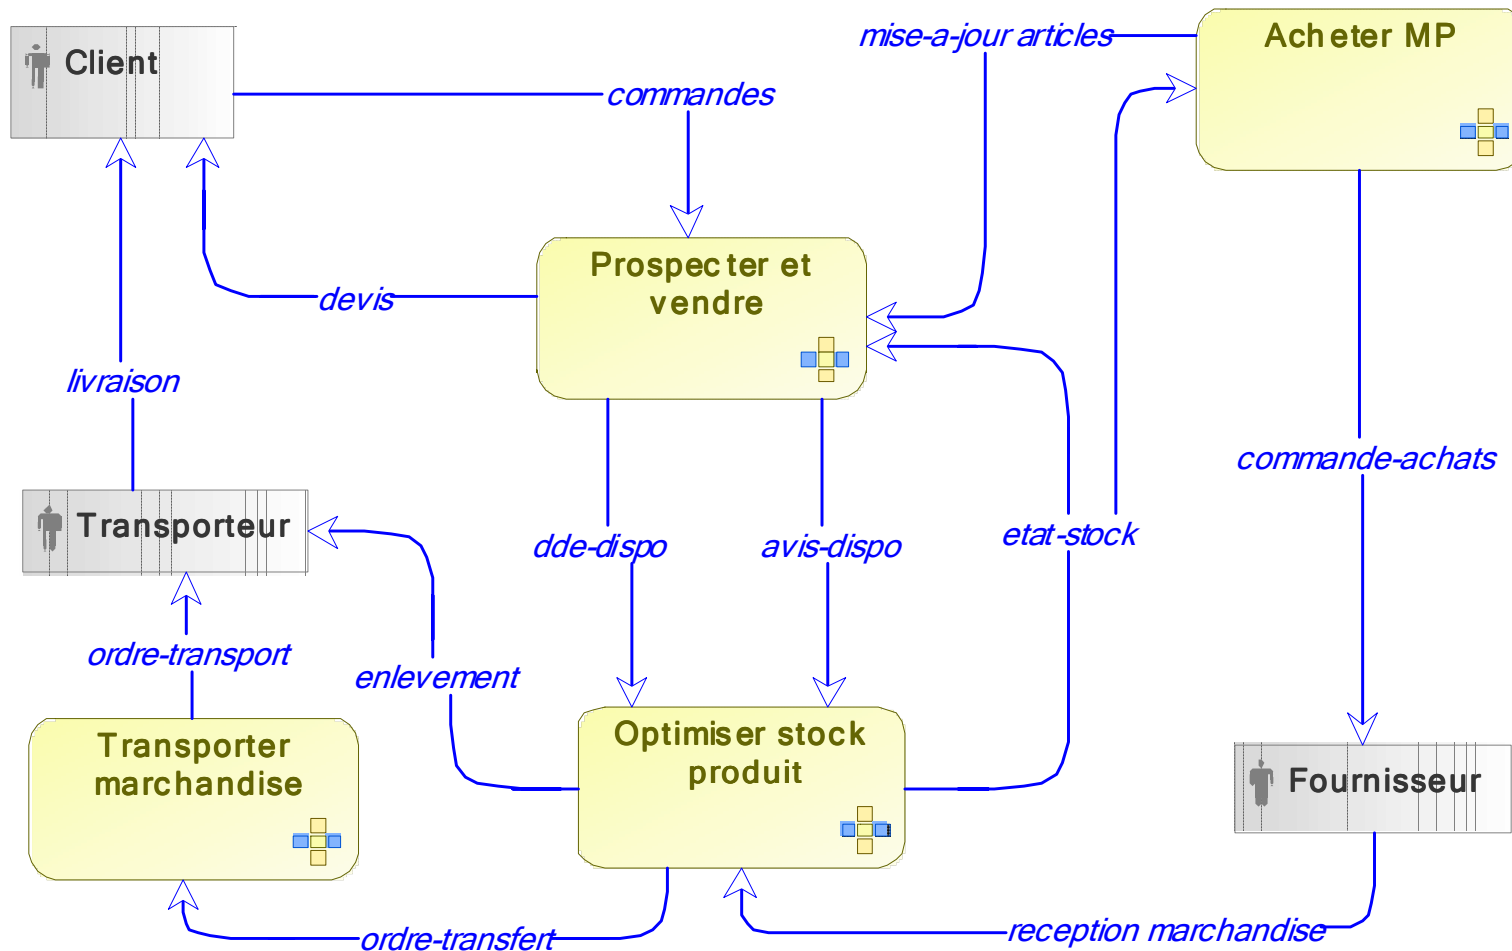 mise-a-jour articles
Acheter MP
Client
commandes
Prospecter et
vendre
devis
livraison
commande-achats
Transporteur
dde-dispo
avis-dispo
etat-stock
ordre-transport
enlevement
Transporter
marchandise
Optimiser stock
produit
Fournisseur
ordre-transfert
reception marchandise